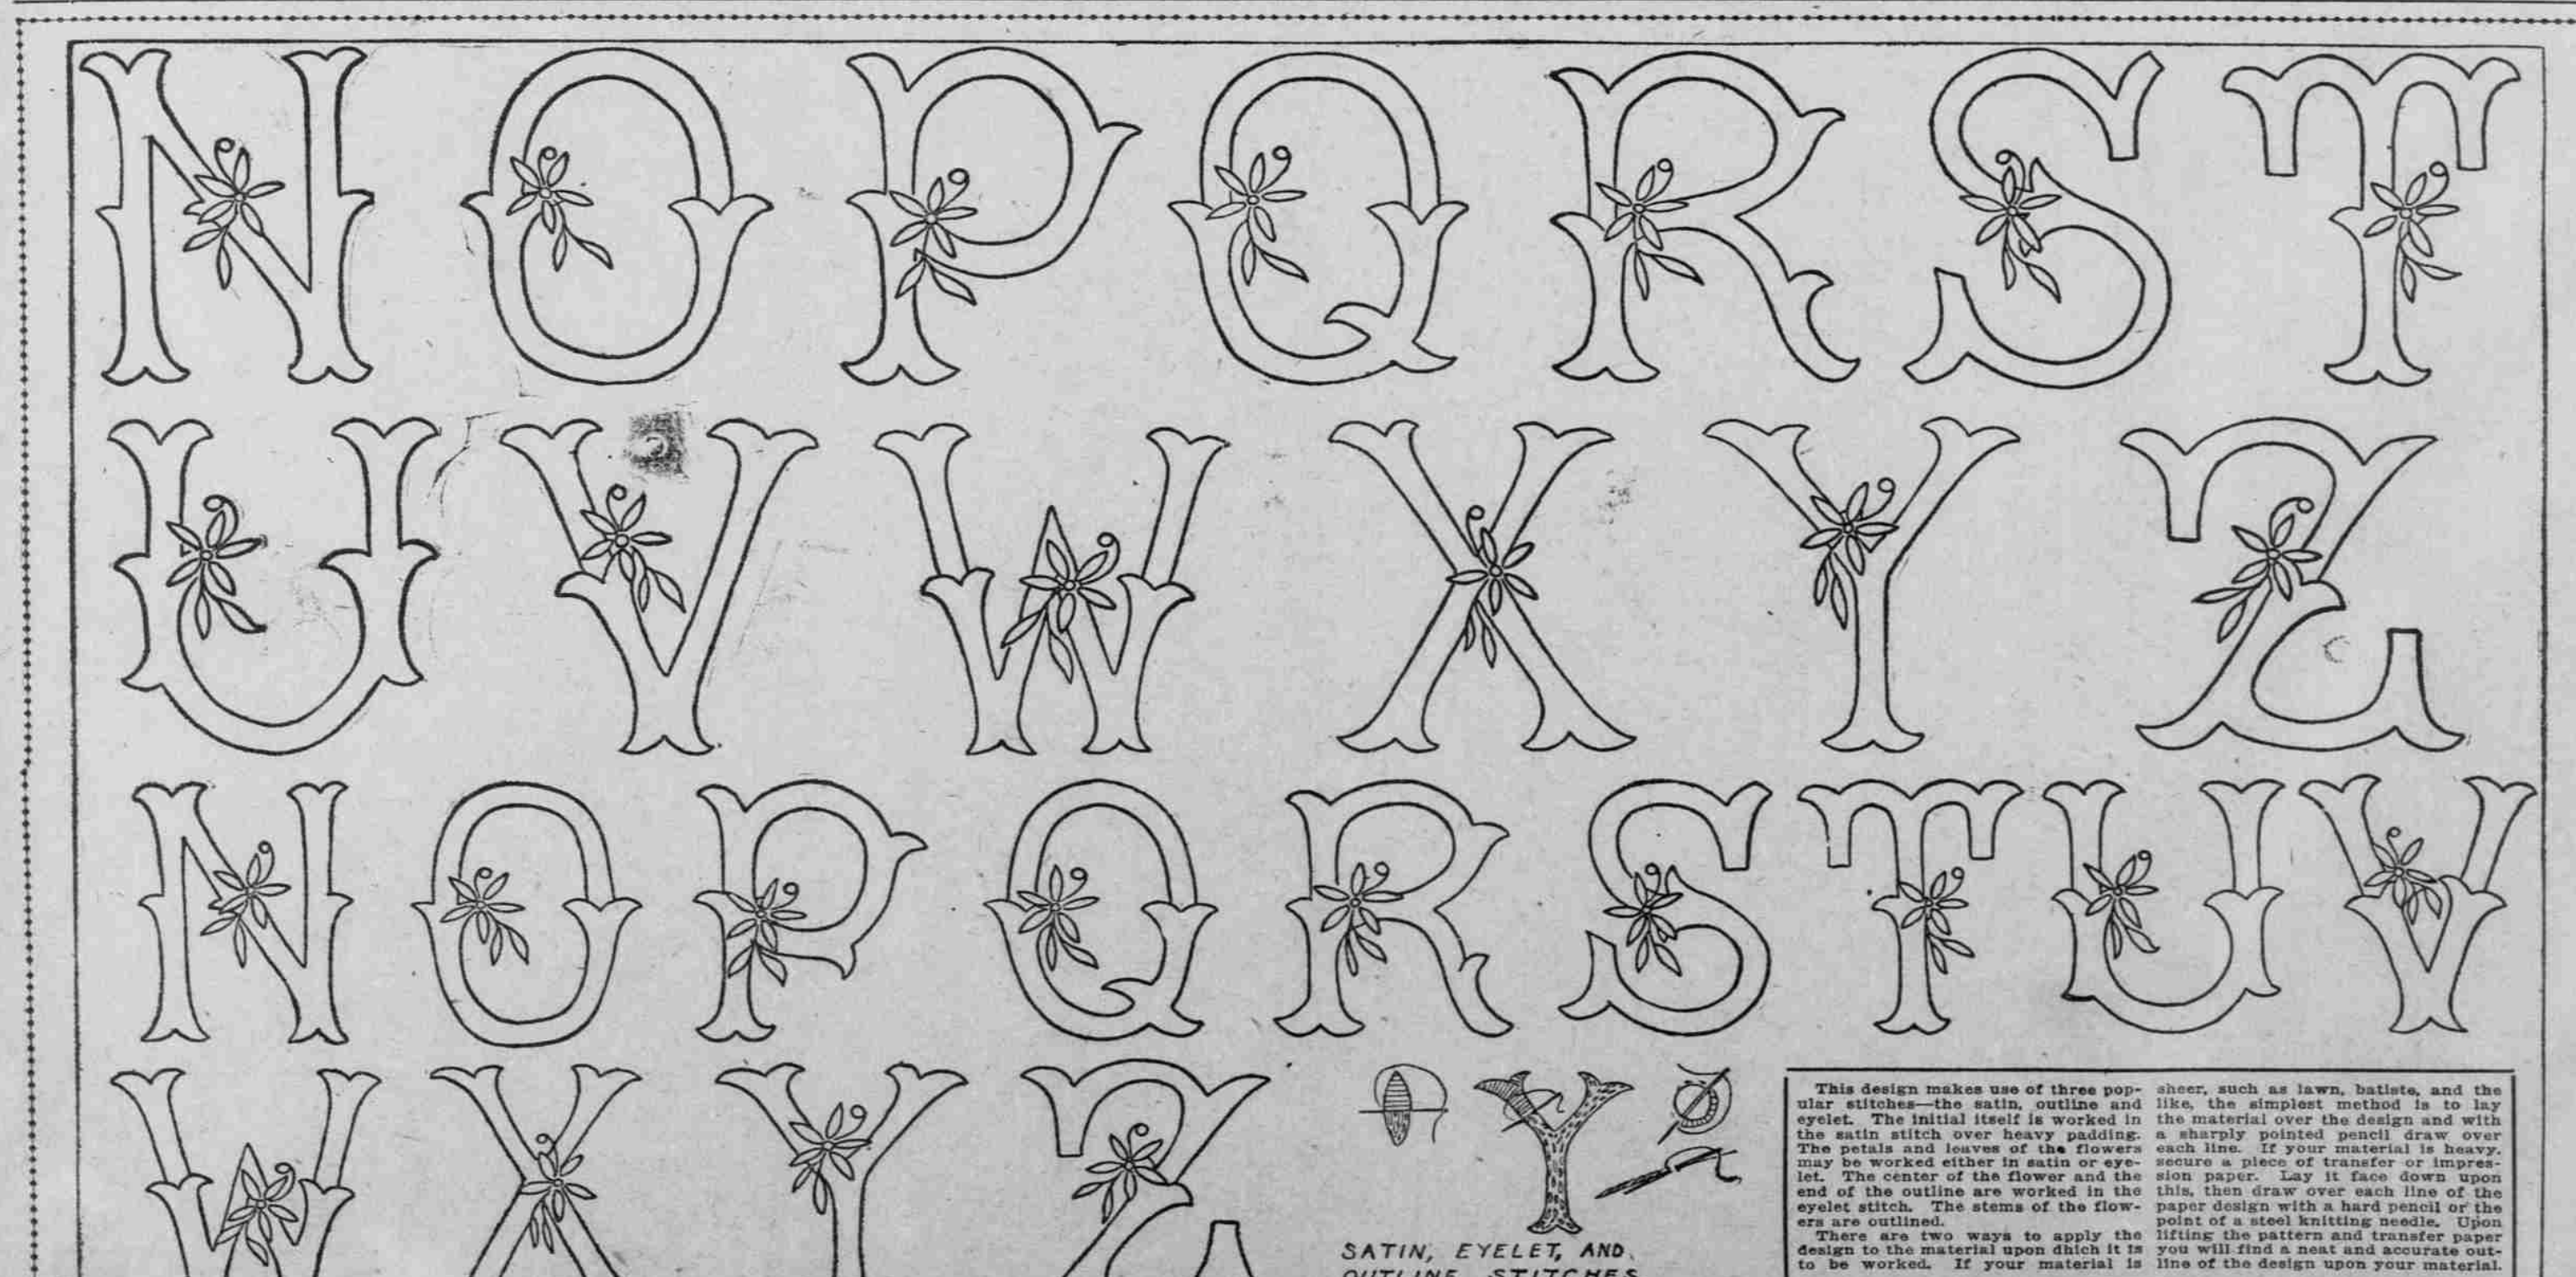 N O P Q R S T
U V W X Y Z
N O P Q R S T U V
W X Y Z
SATIN, EYELET, AND
OUTLINE STITCHES
This design makes use of three pop-
ular stitches—the satin, outline and
eyelet. The initial itself is worked in
the satin stitch over heavy padding.
The petals and leaves of the flowers
may be worked either in satin or eye-
let. The center of the flower and the
end of the outline are worked in the
eyelet stitch. The stems of the flow-
ers are outlined.
There are two ways to apply the
design to the material upon dhich it is
to be worked. If your material is
sheer, such as lawn, batiste, and the
like, the simplest method is to lay
the material over the design and with
a sharply pointed pencil draw over
each line. If your material is heavy,
secure a piece of transfer or impres-
sion paper. Lay it face down upon
this, then draw over each line of the
paper design with a hard pencil or the
point of a steel knitting needle. Upon
lifting the pattern and transfer paper
you will find a neat and accurate out-
line of the design upon your material.